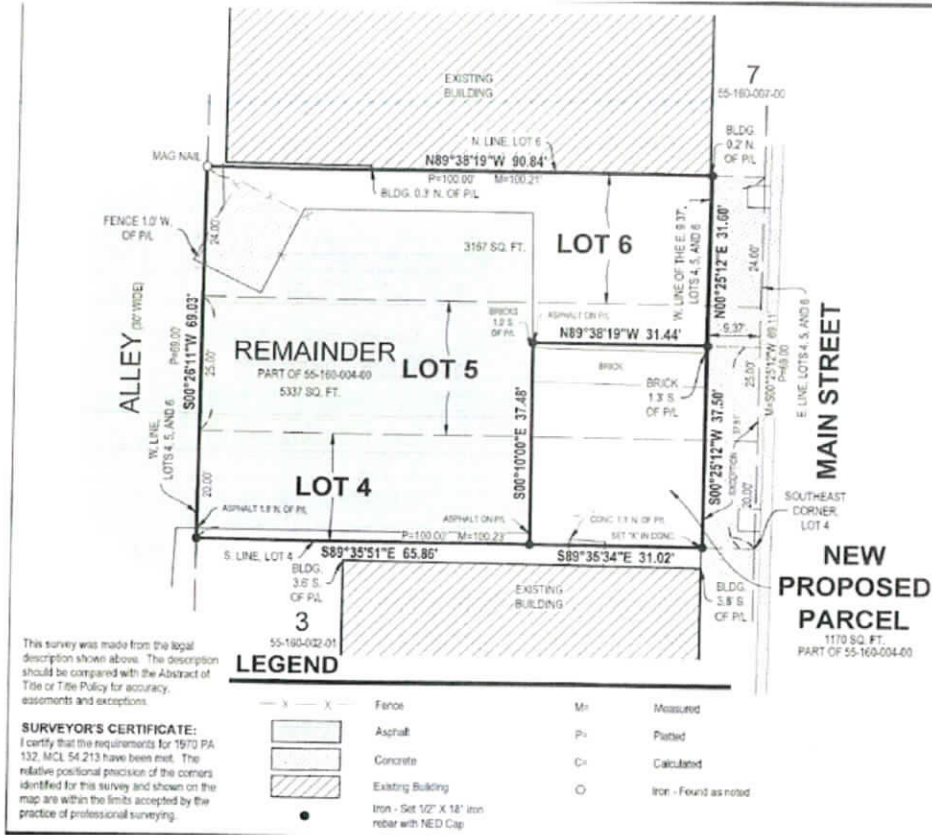 EXISTING
BUILDING
7
55-160-007-00
BLDG.
0.2' N.
OF P/L
MAG NAIL
N. LINE, LOT 6
N89°38'19"W 90.84'
P=100.00' M=100.21'
BLDG. 0.3' N. OF P/L
FENCE 1.0' W.
OF P/L
24.00'
3167 SQ. FT.
LOT 6
W. LINE OF THE E. 9.37',
LOTS 4, 5, AND 6
N00°25'12"E 31.60'
24.00'
ALLEY (30' WIDE)
P=69.00'
S00°26'11"W 69.03'
W. LINE,
LOTS 4, 5, AND 6
25.00'
REMAINDER
PART OF 55-160-004-00
5337 SQ. FT.
LOT 5
BRICKS
OF P/L
ASPHALT ON P/L
N89°38'19"W 31.44'
BRICK
BRICK
1.3' S.
OF P/L
9.37'
25.00'
M=S00°25'12"W 69.11'
P=69.00'
E. LINE, LOTS 4, 5, AND 6
MAIN STREET
S00°10'00"E 37.48'
S00°25'12"W 37.50'
EXCEPTION 37.51'
20.00'
20.00'
LOT 4
SOUTHEAST
CORNER,
LOT 4
ASPHALT 1.8' N. OF P/L
ASPHALT ON P/L
CONC. 1.1' N. OF P/L
SET "X" IN CONC.
P=100.00' M=100.23'
S. LINE, LOT 4
S89°35'51"E 65.86'
S89°35'34"E 31.02'
BLDG.
3.6' S.
OF P/L
EXISTING
BUILDING
BLDG.
3.8' S.
OF P/L
NEW
PROPOSED
PARCEL
1170 SQ. FT.
PART OF 55-160-004-00
3
55-160-002-01
This survey was made from the legal
description shown above. The description
should be compared with the Abstract of
Title or Title Policy for accuracy,
easements and exceptions.
SURVEYOR'S CERTIFICATE:
I certify that the requirements for 1970 PA
132, MCL 54.213 have been met. The
relative positional precision of the corners
identified for this survey and shown on the
map are within the limits accepted by the
practice of professional surveying.
LEGEND
X X Fence
Asphalt
Concrete
Existing Building
Iron - Set 1/2" X 18" iron
rebar with NED Cap
M= Measured
P= Platted
C= Calculated
Iron - Found as noted